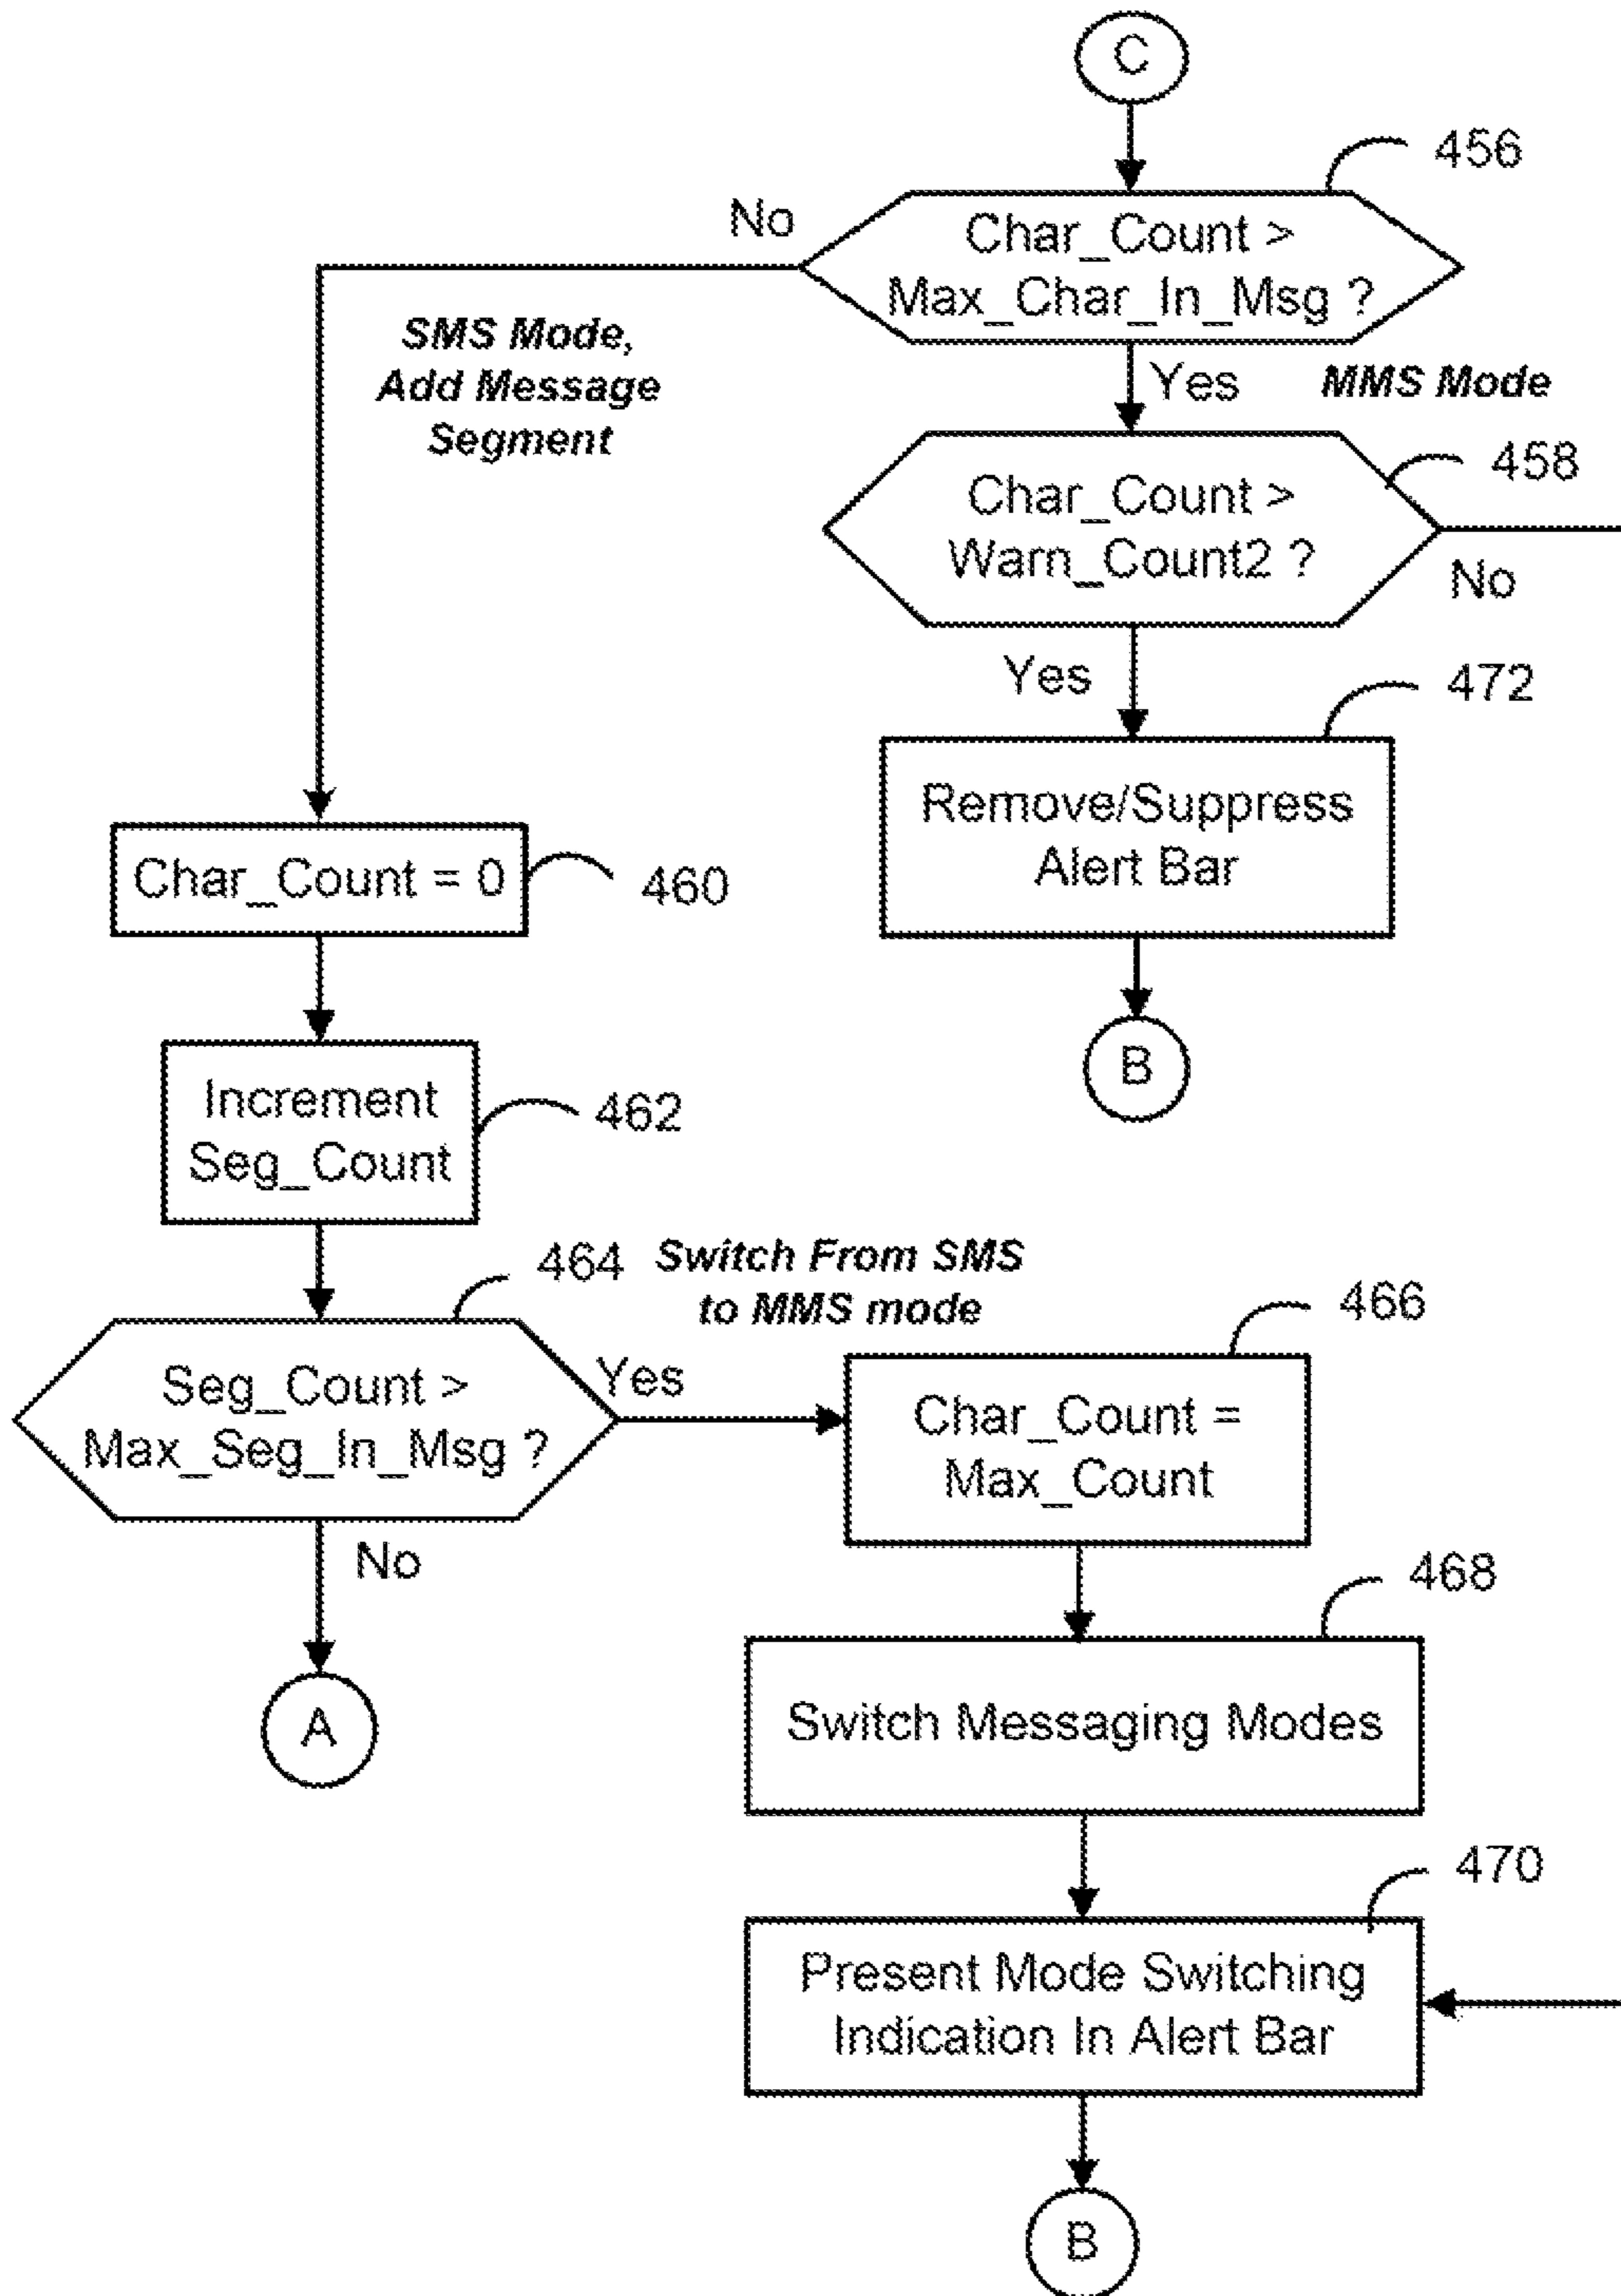 C
456
Char_Count >
Max_Char_In_Msg ?
No
SMS Mode,
Add Message
Segment
Yes
MMS Mode
458
Char_Count >
Warn_Count2 ?
No
Yes
472
Remove/Suppress
Alert Bar
B
Char_Count = 0
460
Increment
Seg_Count
462
464
Switch From SMS
to MMS mode
Seg_Count >
Max_Seg_In_Msg ?
Yes
466
Char_Count =
Max_Count
No
A
468
Switch Messaging Modes
470
Present Mode Switching
Indication In Alert Bar
B